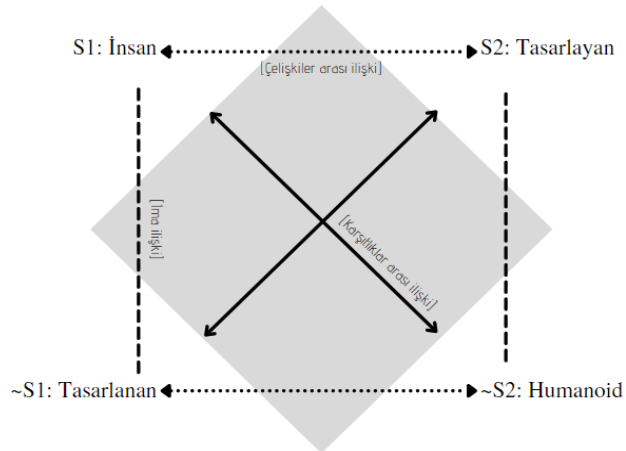 S1: İnsan
S2: Tasarlayan
[Çelişkiler arası ilişki]
[İma ilişki]
[Karşıtlıklar arası ilişki]
~S1: Tasarlanan
~S2: Humanoid